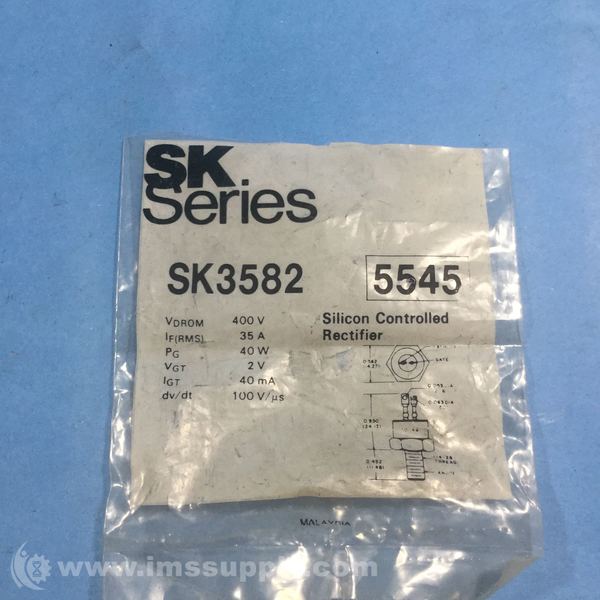 SK
Series
SK3582 5545
VDROM 400 V
IF(RMS) 35 A
PG 40 W
VGT 2 V
IGT 40 mA
dv/dt 100 V/μs
Silicon Controlled
Rectifier
GATE
THREAD
MALAYSIA
www.imssupply.com